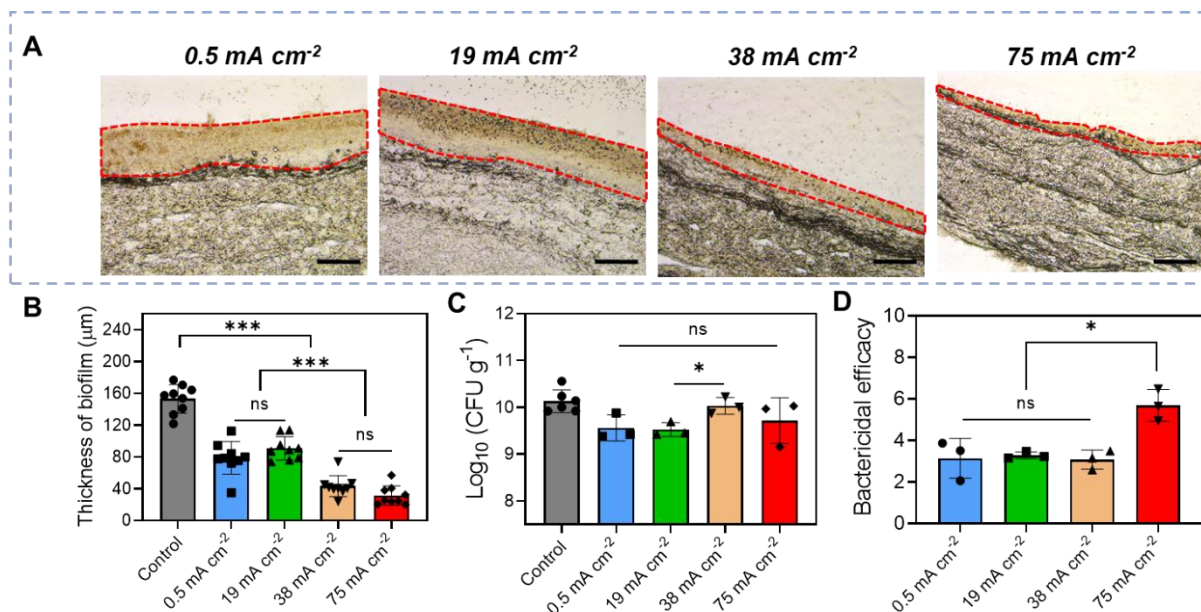 A
0.5 mA cm⁻² 19 mA cm⁻² 38 mA cm⁻² 75 mA cm⁻²
B
Thickness of biofilm (μm)
240
200
160
120
80
40
0
***
***
ns
ns
Control
0.5 mA cm⁻²
19 mA cm⁻²
38 mA cm⁻²
75 mA cm⁻²
C
Log₁₀ (CFU g⁻¹)
12
11
10
9
8
ns
*
Control
0.5 mA cm⁻²
19 mA cm⁻²
38 mA cm⁻²
75 mA cm⁻²
D
Bactericidal efficacy
10
8
6
4
2
0
*
ns
0.5 mA cm⁻²
19 mA cm⁻²
38 mA cm⁻²
75 mA cm⁻²